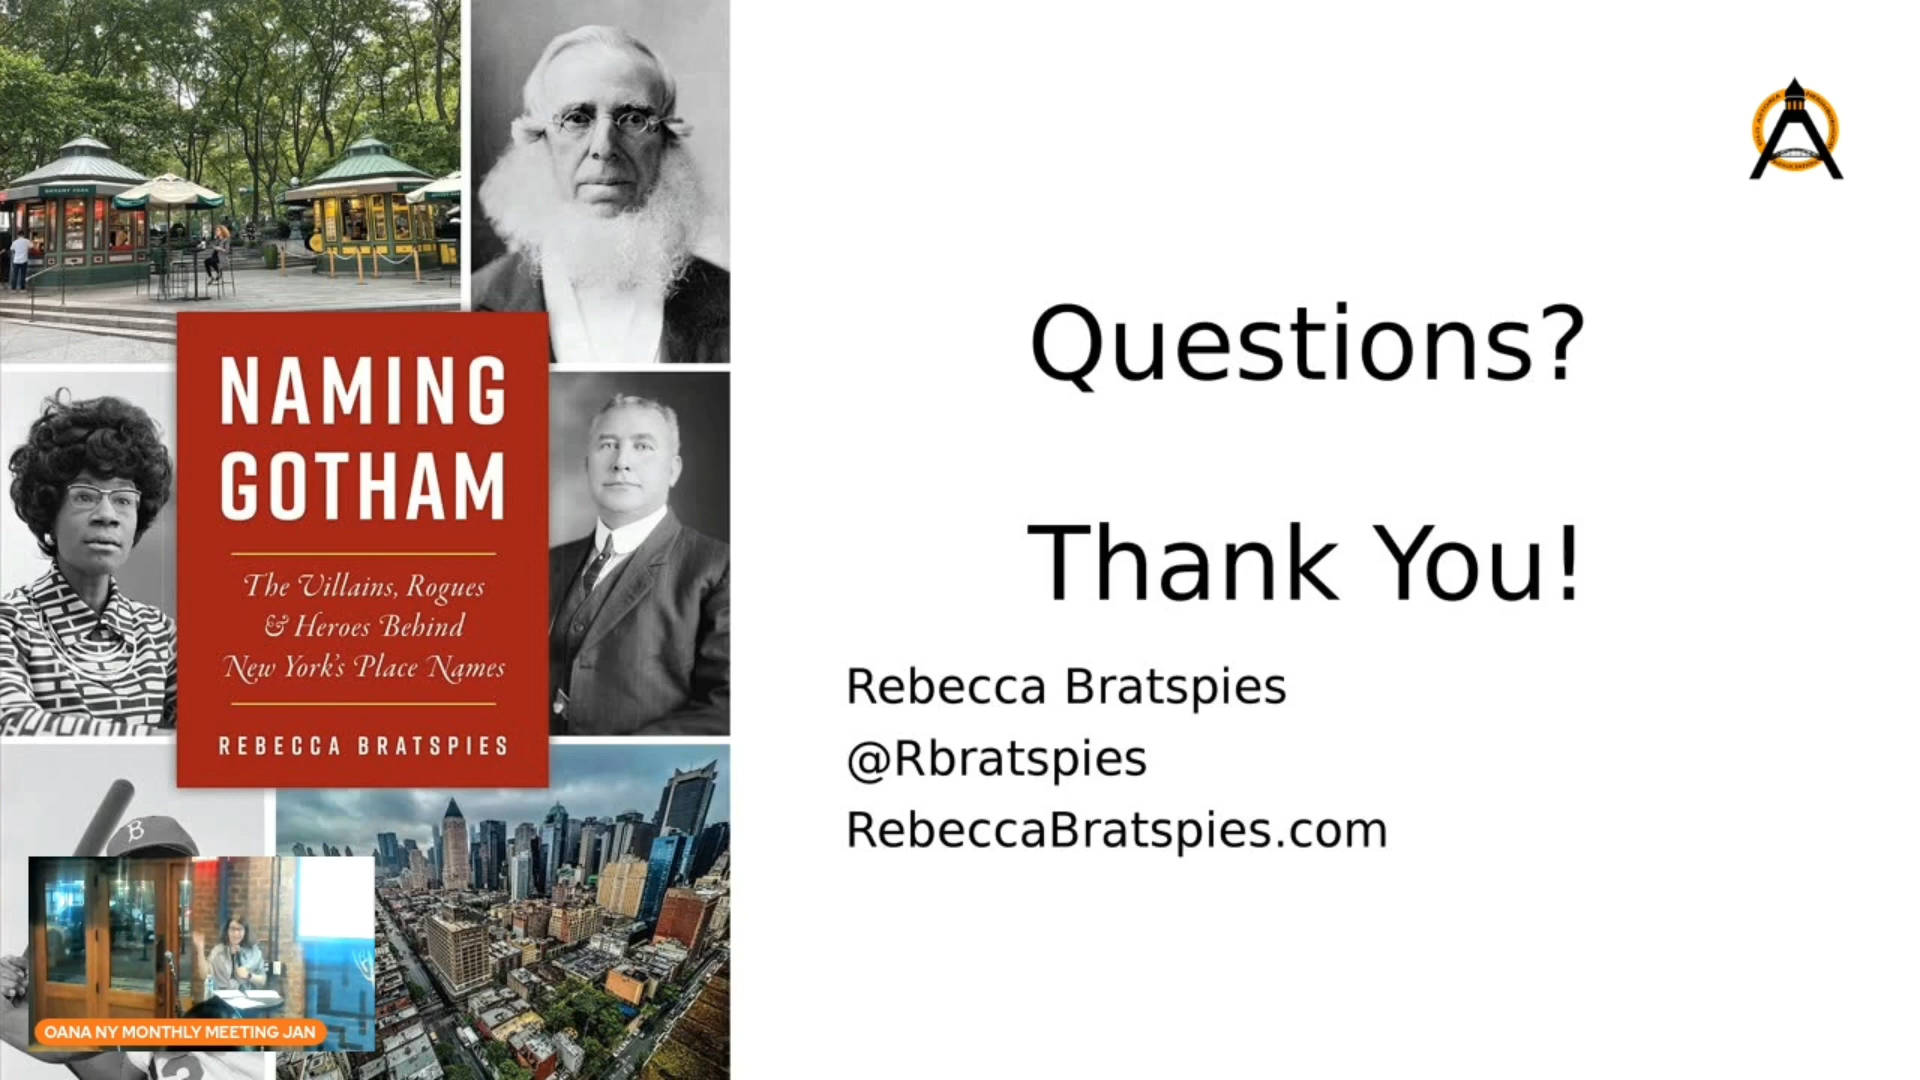 NAMING
GOTHAM
The Villains, Rogues
& Heroes Behind
New York's Place Names
REBECCA BRATSPIES
B
3
OANA NY MONTHLY MEETING JAN
Questions?
Thank You!
Rebecca Bratspies
@Rbratspies
RebeccaBratspies.com